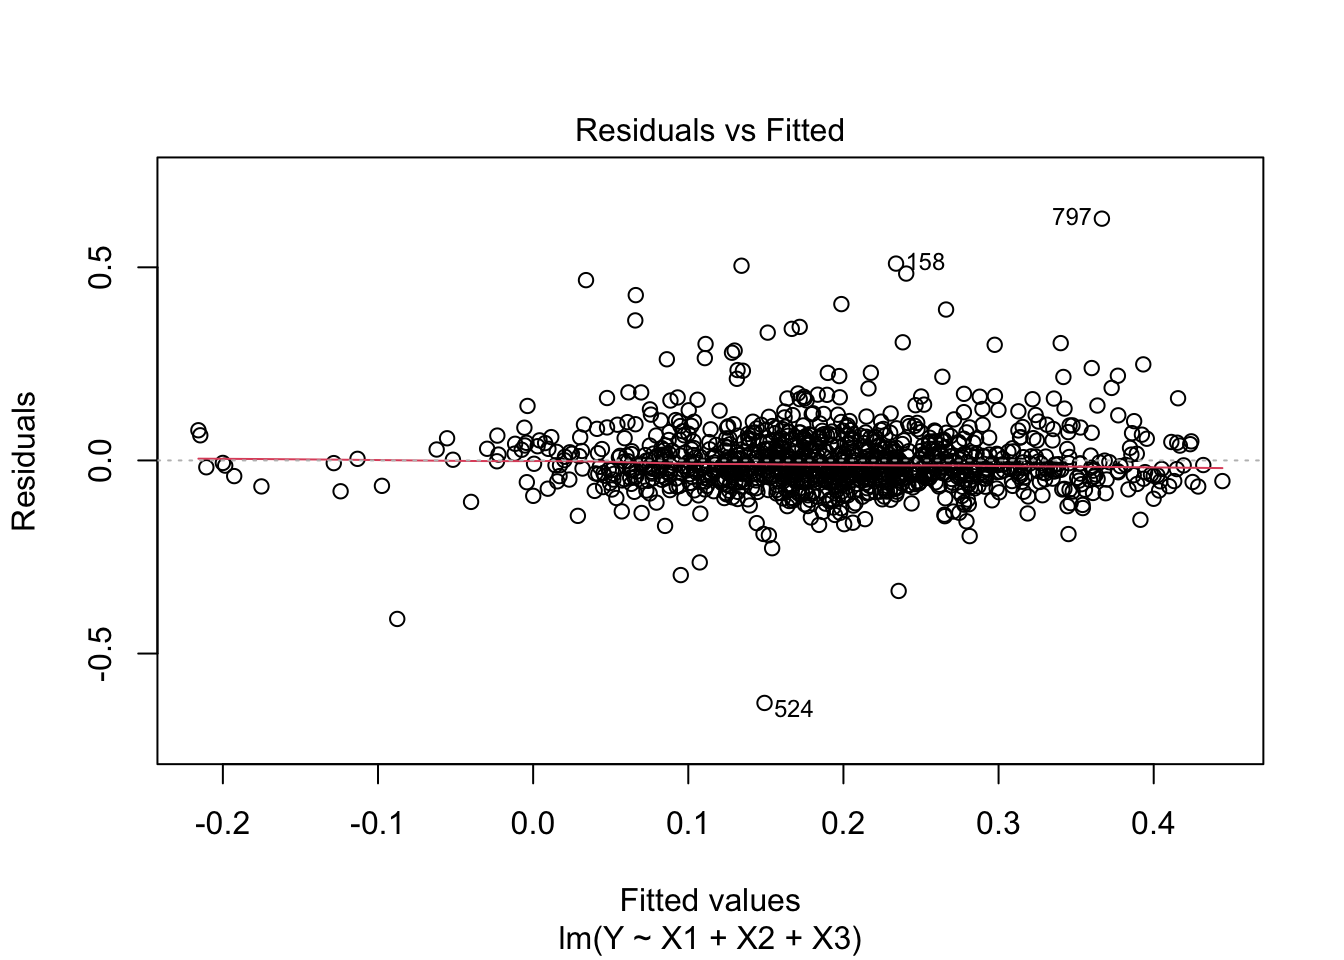 Residuals vs Fitted
797
158
524
Residuals
0.5
0.0
-0.5
-0.2 -0.1 0.0 0.1 0.2 0.3 0.4
Fitted values
lm(Y ~ X1 + X2 + X3)